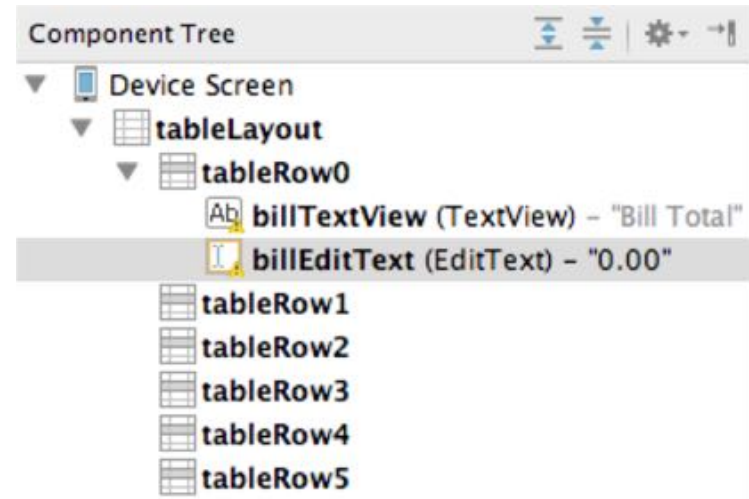 Component Tree
Device Screen
tableLayout
tableRow0
Ab billTextView (TextView) – "Bill Total"
billEditText (EditText) – "0.00"
tableRow1
tableRow2
tableRow3
tableRow4
tableRow5